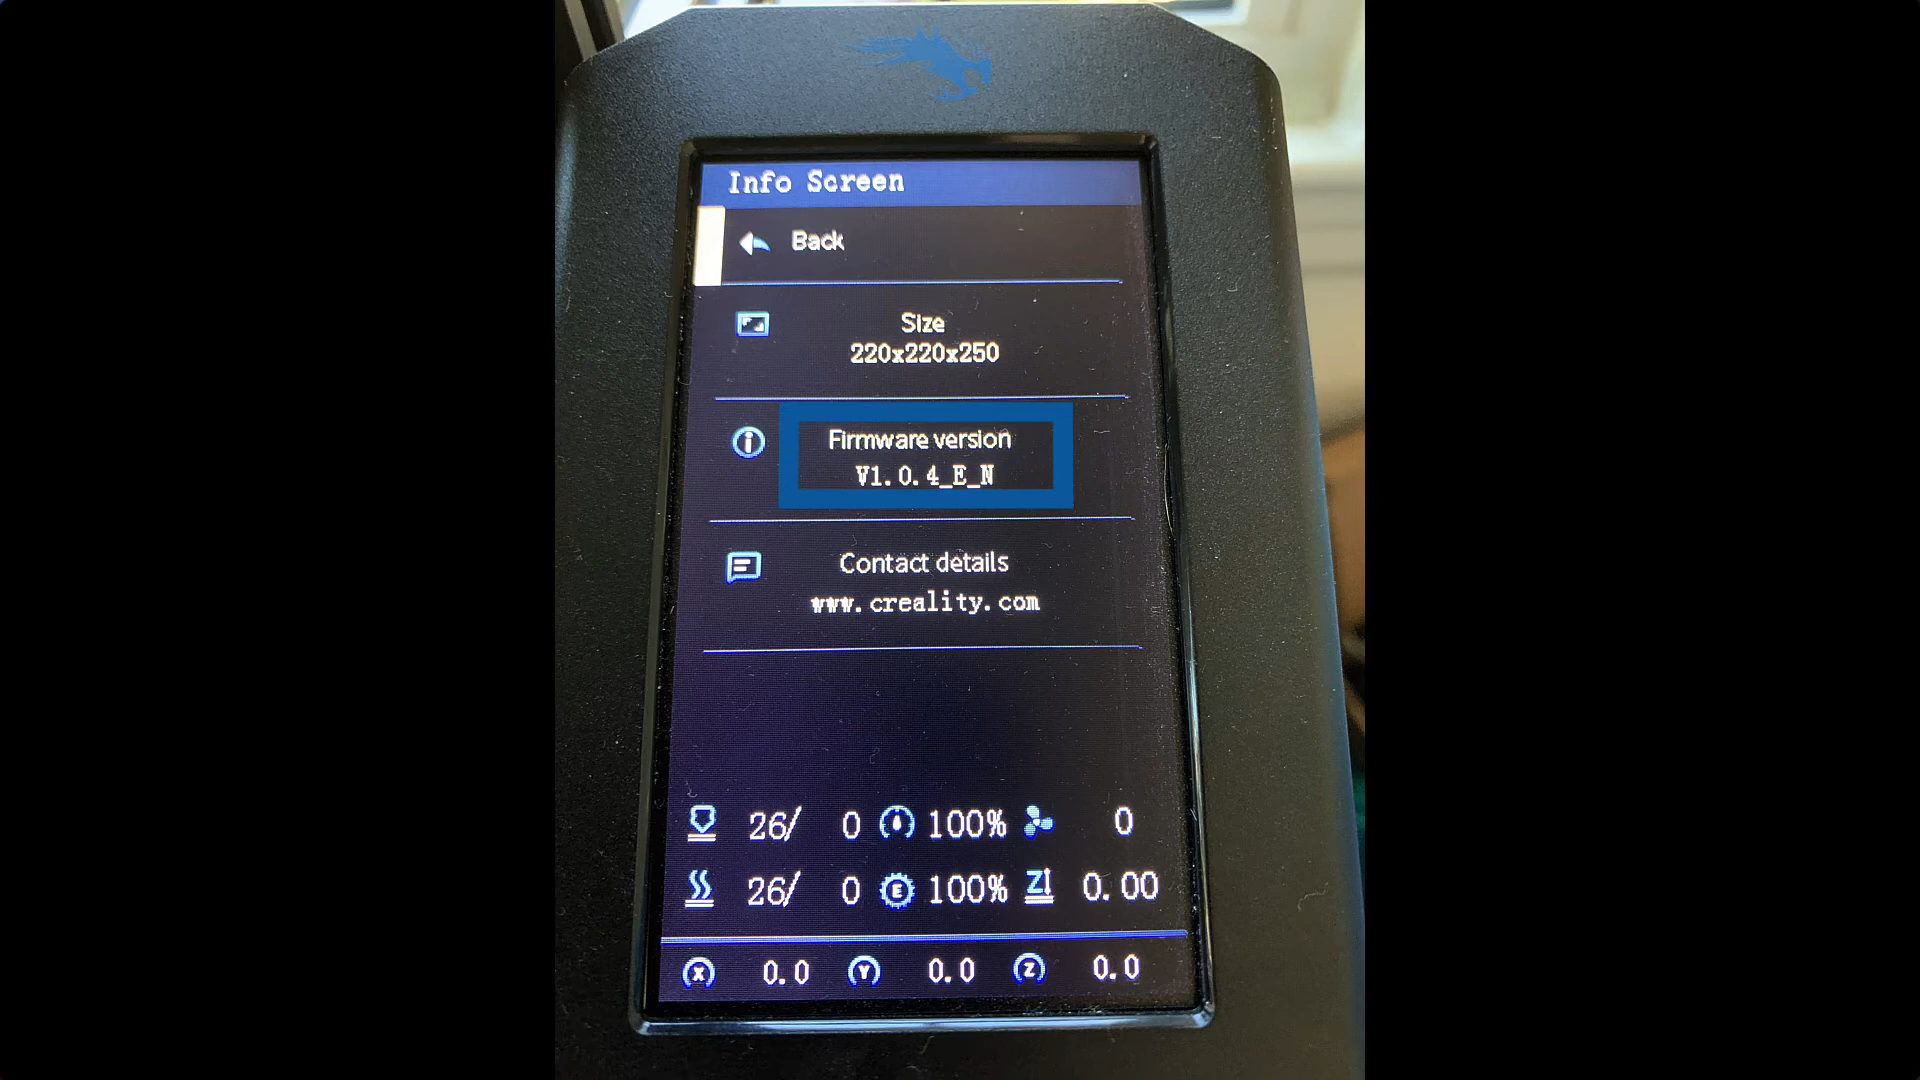 Info Screen
Back
Size
220x220x250
Firmware version
V1.0.4_E_N
Contact details
www.creality.com
26/ 0 100% 0
26/ 0 E 100% Z 0.00
X 0.0 Y 0.0 Z 0.0